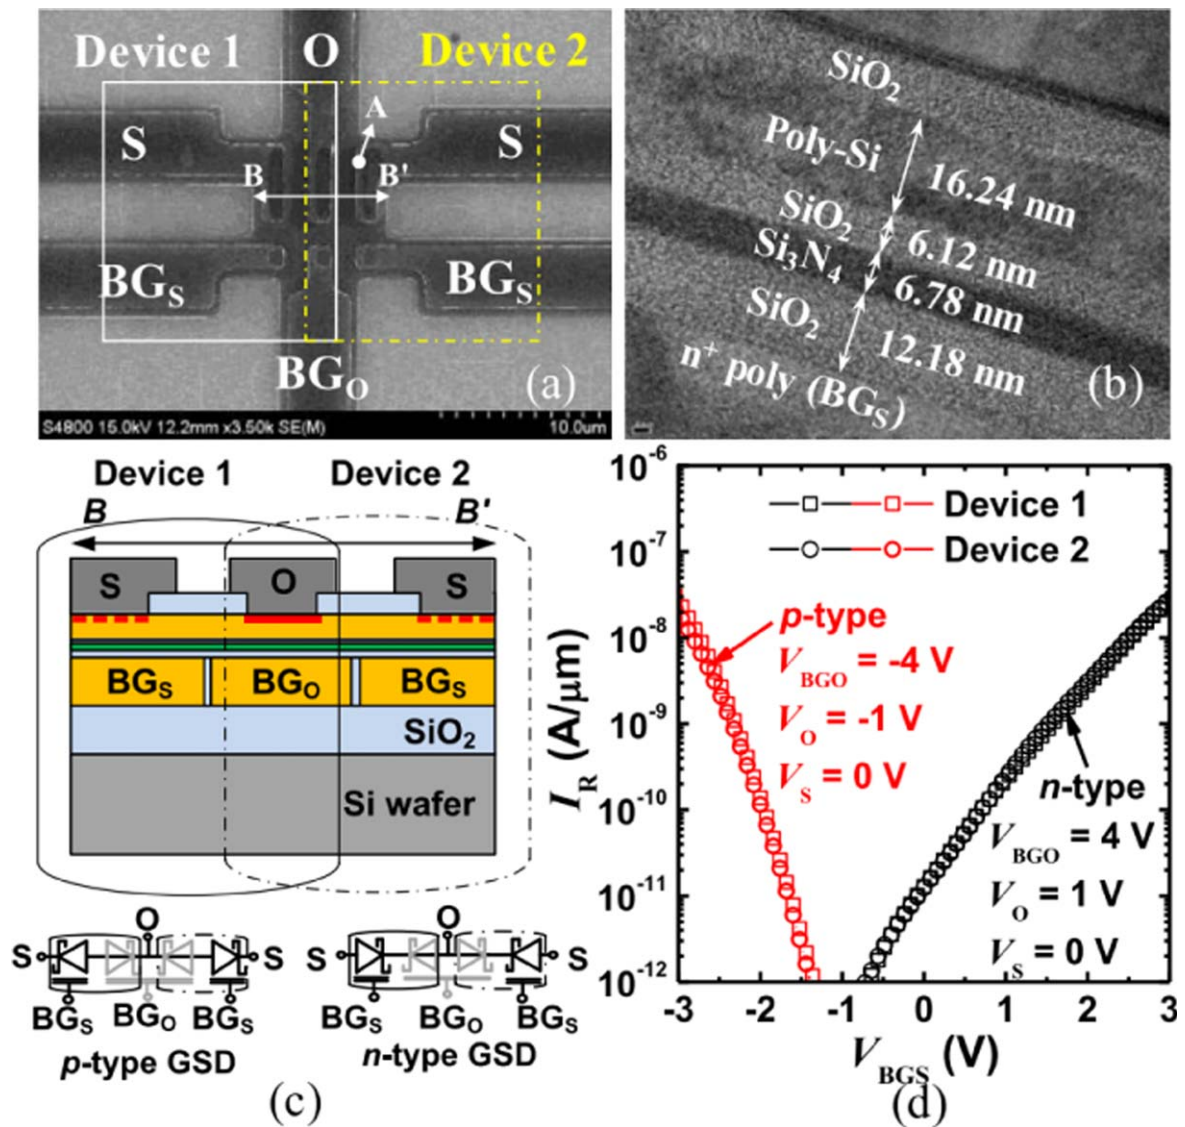 Device 1 O Device 2
A
S S
B B'
BGS BGS
BGO
(a)
S4800 15.0kV 12.2mm x3.50k SE(M) 10.0um
SiO2
Poly-Si
16.24 nm
SiO2
6.12 nm
Si3N4
6.78 nm
SiO2
12.18 nm
n+ poly (BGS)
(b)
Device 1 Device 2
B B'
S O S
BGS BGO BGS
SiO2
Si wafer
O O
S S S S
BGS BGO BGS BGS BGO BGS
p-type GSD n-type GSD
(c)
10-6
10-7
10-8
10-9
10-10
10-11
10-12
IR (A/μm)
Device 1
Device 2
p-type
VBGO = -4 V
VO = -1 V
VS = 0 V
n-type
VBGO = 4 V
VO = 1 V
VS = 0 V
-3 -2 -1 0 1 2 3
VBGS (V)
(d)